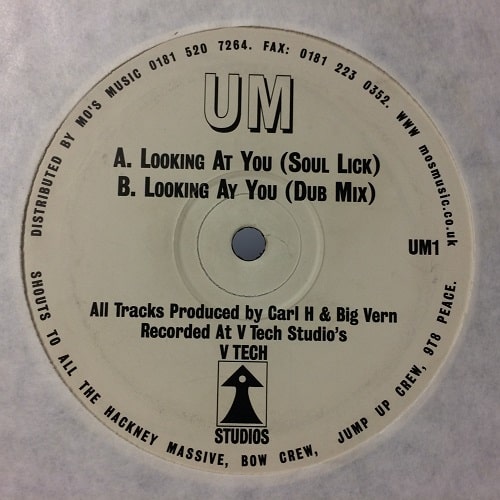 DISTRIBUTED BY MO'S MUSIC 0181 520 7264. FAX: 0181 223 0352. WWW mosmusic.co.uk
UM
A. LOOKING AT YOU (SOUL LICK)
B. LOOKING AY YOU (DUB MIX)
UM1
All Tracks Produced by Carl H & Big Vern
Recorded At V Tech Studio's
V TECH
STUDIOS
SHOUTS TO ALL THE HACKNEY MASSIVE, BOW CREW, JUMP UP CREW, 9T8 PEACE.